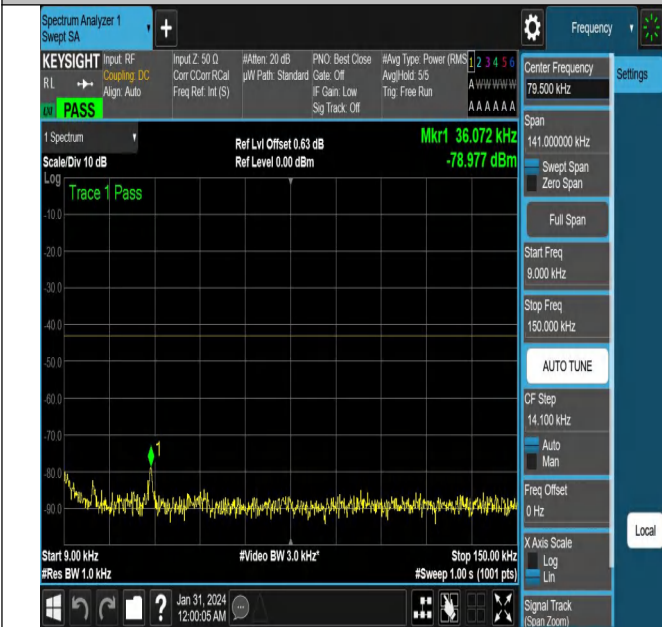 Spectrum Analyzer 1
Swept SA
Frequency
KEYSIGHT
RL
Input: RF
Coupling: DC
Align: Auto
Input Z: 50 Ω
Corr CCorr RCal
Freq Ref: Int (S)
#Atten: 20 dB
µW Path: Standard
PNO: Best Close
Gate: Off
IF Gain: Low
Sig Track: Off
#Avg Type: Power (RMS
Avg|Hold: 5/5
Trig: Free Run
1 2 3 4 5 6
A W W W W W
A A A A A A
PASS
1 Spectrum
Scale/Div 10 dB
Log
Ref Lvl Offset 0.63 dB
Ref Level 0.00 dBm
Mkr1 36.072 kHz
-78.977 dBm
Trace 1 Pass
-10.0
-20.0
-30.0
-40.0
-50.0
-60.0
-70.0
-80.0
-90.0
1
Start 9.00 kHz
#Res BW 1.0 kHz
#Video BW 3.0 kHz*
Stop 150.00 kHz
#Sweep 1.00 s (1001 pts)
Jan 31, 2024
12:00:05 AM
Center Frequency
79.500 kHz
Settings
Span
141.000000 kHz
Swept Span
Zero Span
Full Span
Start Freq
9.000 kHz
Stop Freq
150.000 kHz
AUTO TUNE
CF Step
14.100 kHz
Auto
Man
Freq Offset
0 Hz
Local
X Axis Scale
Log
Lin
Signal Track
(Span Zoom)